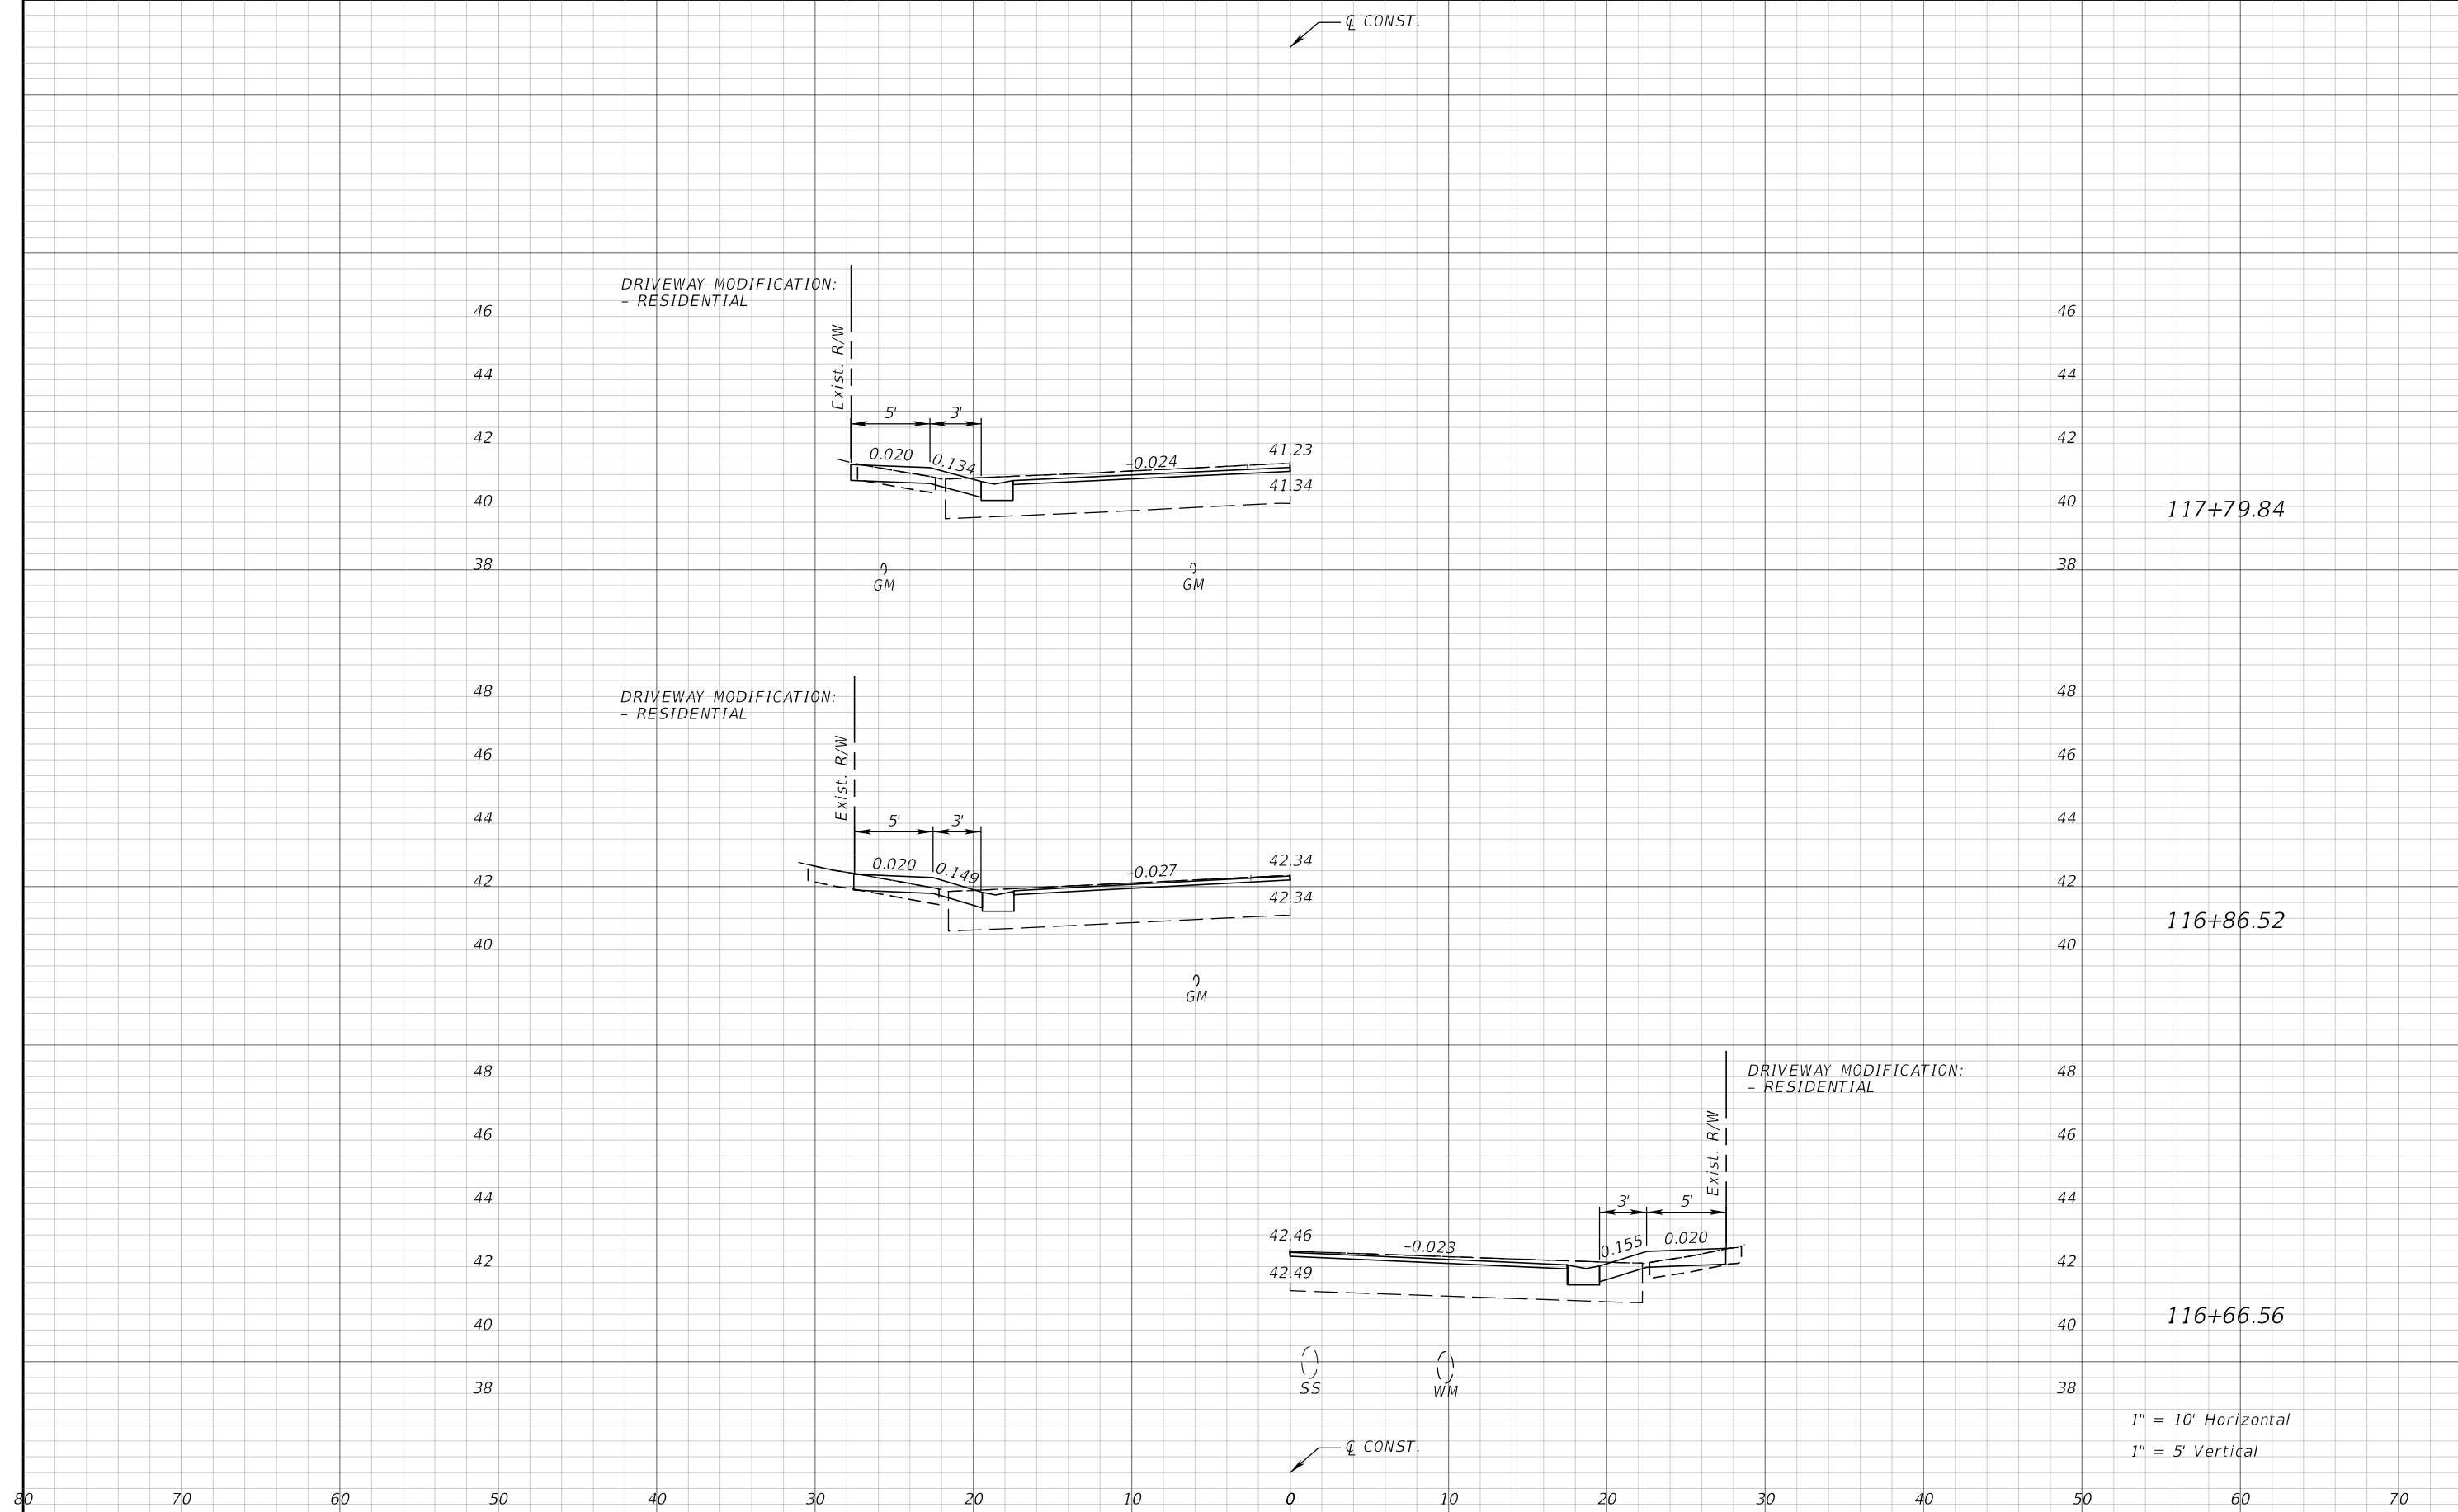 ℄ CONST.
DRIVEWAY MODIFICATION:
– RESIDENTIAL
46 46
Exist. R/W
44 44
5' 3'
42 42
0.020 0.134 –0.024 41.23
41.34
40 40
117+79.84
38 38
GM GM
48 48
DRIVEWAY MODIFICATION:
– RESIDENTIAL
46 46
Exist. R/W
44 44
5' 3'
0.020 0.149 –0.027 42.34
42 42
42.34
116+86.52
40 40
GM
48 48
DRIVEWAY MODIFICATION:
– RESIDENTIAL
46 46
Exist. R/W
44 44
3' 5'
42.46 –0.023 0.155 0.020
42 42
42.49
116+66.56
40 40
38 38
SS WM
1" = 10' Horizontal
℄ CONST.
1" = 5' Vertical
80 70 60 50 40 30 20 10 0 10 20 30 40 50 60 70